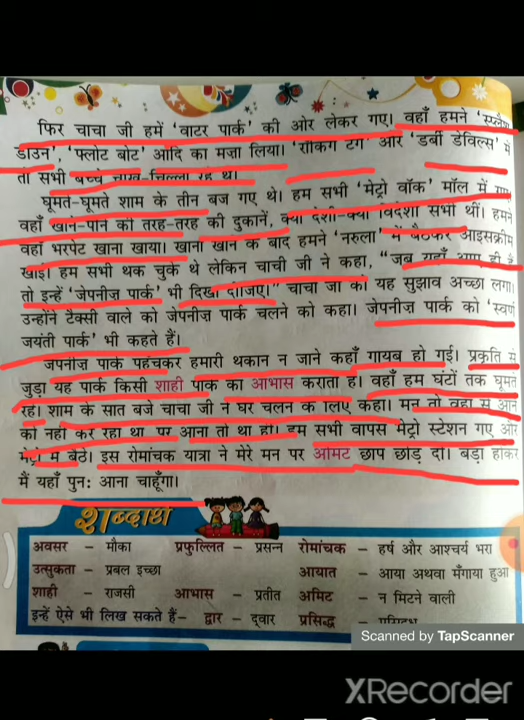 फिर चाचा जी हमें 'वाटर पार्क' की ओर लेकर गए। वहाँ हमने 'स्प्लैश
डाउन', 'फ्लोट बोट' आदि का मजा लिया। 'रॉकिंग टग' और 'डर्बी डेविल्स' में
तो सभी बच्चे चीख-चिल्ला रहे थे।
घूमते-घूमते शाम के तीन बज गए थे। हम सभी 'मेट्रो वॉक' मॉल में गए।
वहाँ खाने-पाने की तरह-तरह की दुकानें, क्या देशी-क्या विदेशी सभी थीं। हमने
वहाँ भरपेट खाना खाया। खाना खाने के बाद हमने 'नरुला' में बैठकर आइसक्रीम
खाई। हम सभी थक चुके थे लेकिन चाची जी ने कहा, "जब यहाँ आए ही हैं
तो इन्हें 'जेपनीज़ पार्क' भी दिखा दीजिए।" चाचा जी को यह सुझाव अच्छा लगा।
उन्होंने टैक्सी वाले को जेपनीज़ पार्क चलने को कहा। जेपनीज़ पार्क को 'स्वर्ण
जयंती पार्क' भी कहते हैं।
जपनीज़ पार्क पहुंचकर हमारी थकान न जाने कहाँ गायब हो गई। प्रकृति से
जुड़ा यह पार्क किसी शाही पार्क का आभास कराता है। वहाँ हम घंटों तक घूमते
रहे। शाम के सात बजे चाचा जी ने घर चलने के लिए कहा। मन तो वहाँ से आने
को नहीं कर रहा था पर आना तो था ही। हम सभी वापस मेट्रो स्टेशन गए और
मेट्रो में बैठे। इस रोमांचक यात्रा ने मेरे मन पर अमिट छाप छोड़ दी। बड़ा होकर
मैं यहाँ पुन: आना चाहूँगा।
शब्दार्थ
अवसर – मौका प्रफुल्लित – प्रसन्न रोमांचक – हर्ष और आश्चर्य भरा
उत्सुकता – प्रबल इच्छा आयात – आया अथवा मँगाया हुआ
शाही – राजसी आभास – प्रतीत अमिट – न मिटने वाली
इन्हें ऐसे भी लिख सकते हैं– द्वार – द्‌वार प्रसिद्ध –
Scanned by TapScanner
XRecorder